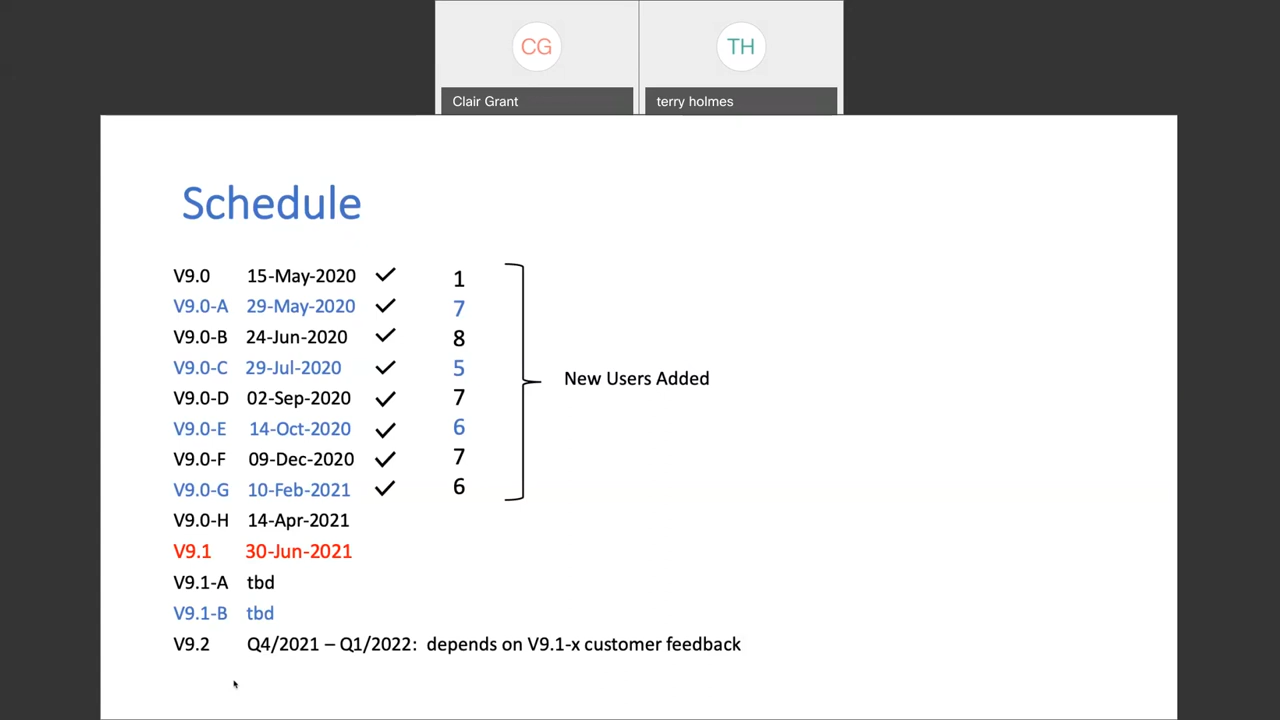 CG
TH
Clair Grant
terry holmes
Schedule
V9.0 15-May-2020 ✓ 1
V9.0-A 29-May-2020 ✓ 7
V9.0-B 24-Jun-2020 ✓ 8
V9.0-C 29-Jul-2020 ✓ 5
New Users Added
V9.0-D 02-Sep-2020 ✓ 7
V9.0-E 14-Oct-2020 ✓ 6
V9.0-F 09-Dec-2020 ✓ 7
V9.0-G 10-Feb-2021 ✓ 6
V9.0-H 14-Apr-2021
V9.1 30-Jun-2021
V9.1-A tbd
V9.1-B tbd
V9.2 Q4/2021 – Q1/2022: depends on V9.1-x customer feedback